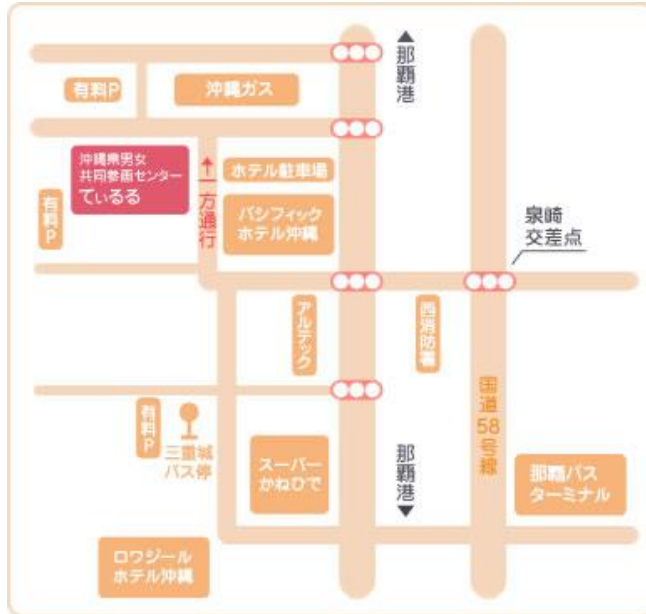 ▲那覇港
有料P
沖縄ガス
沖縄県男女
共同参画センター
ているる
↑一方通行
ホテル駐車場
パシフィック
ホテル沖縄
有料P
泉崎
交差点
アルテック
西消防署
国道58号線
有料P
三重城
バス停
スーパー
かねひで
那覇港▼
那覇バス
ターミナル
ロワジール
ホテル沖縄